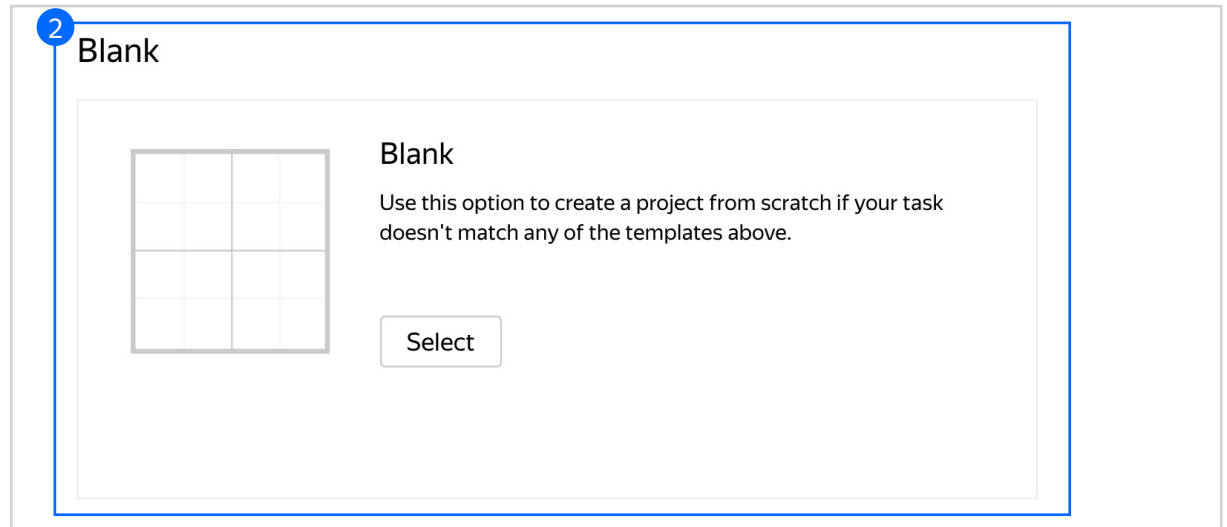 2
Blank
Blank
Use this option to create a project from scratch if your task
doesn't match any of the templates above.
Select